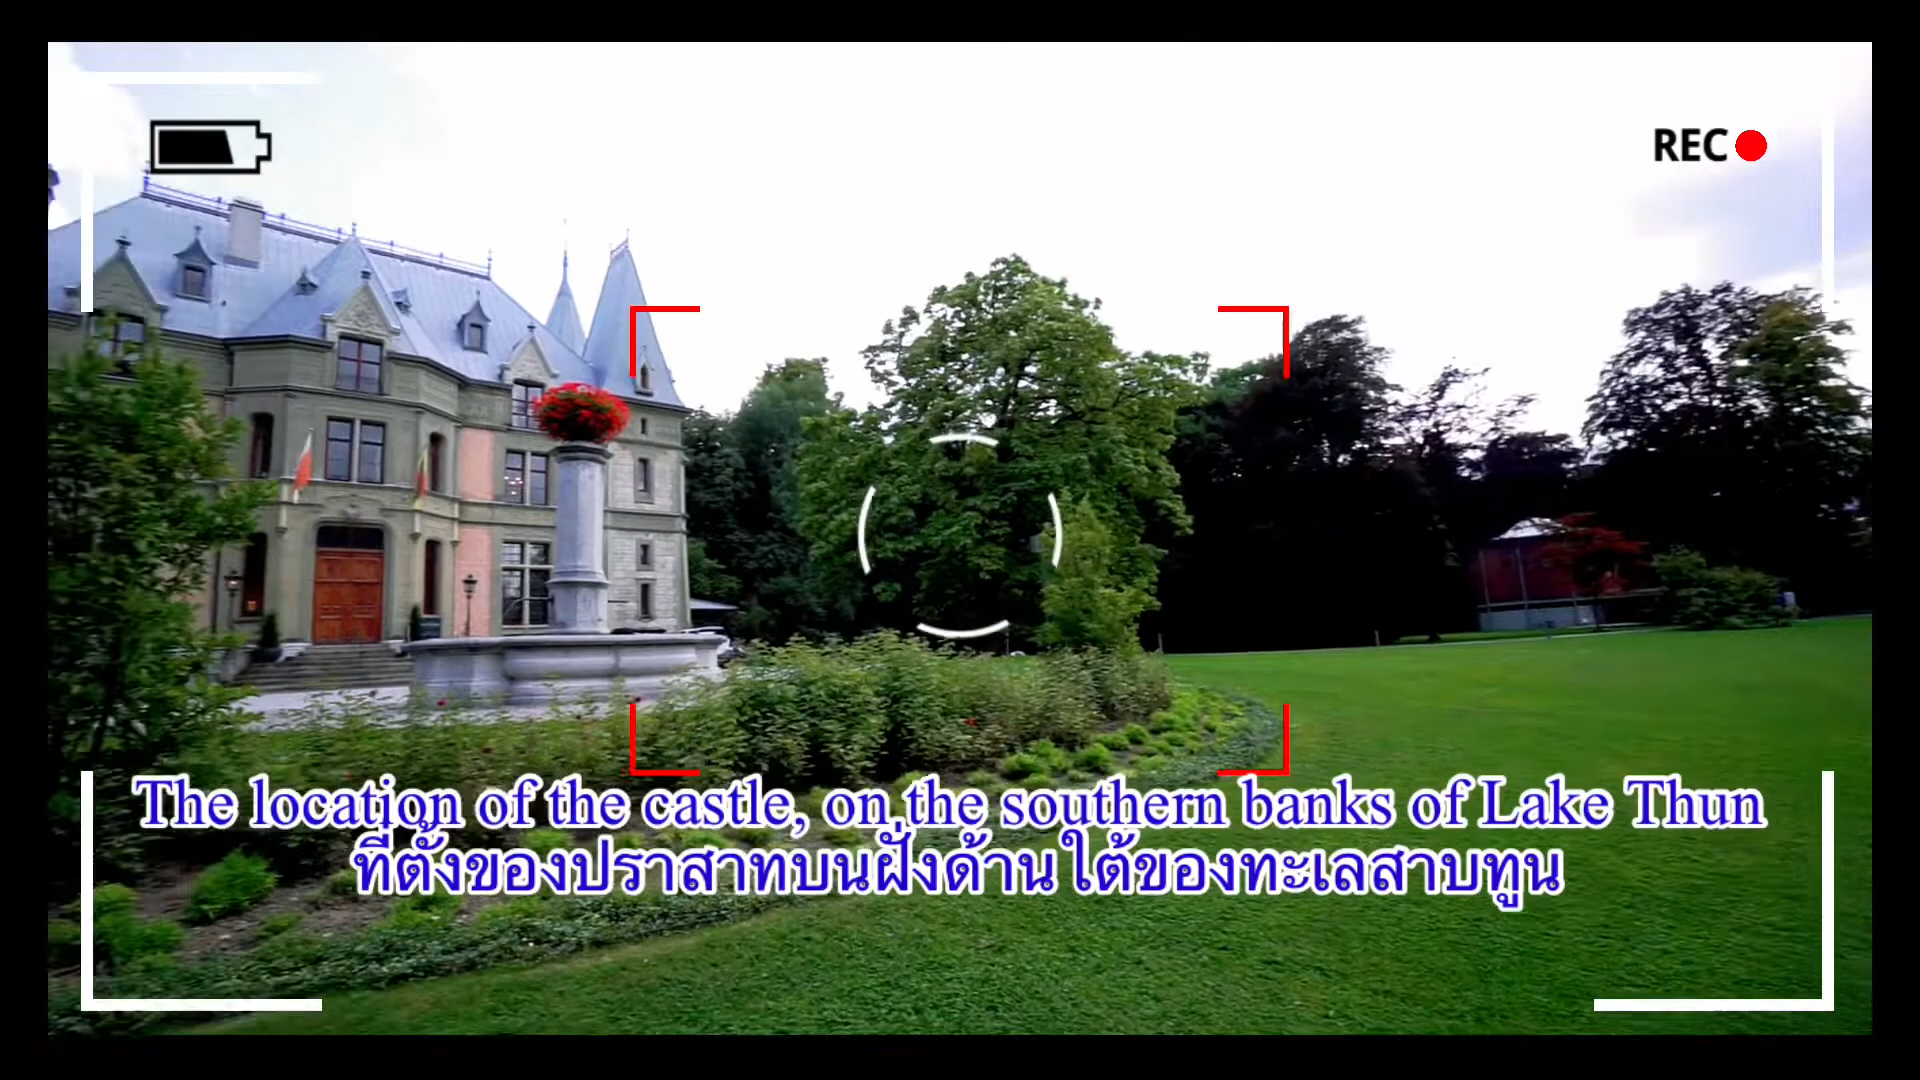 REC
The location of the castle, on the southern banks of Lake Thun
ที่ตั้งของปราสาทบนฝั่งด้านใต้ของทะเลสาบทูน